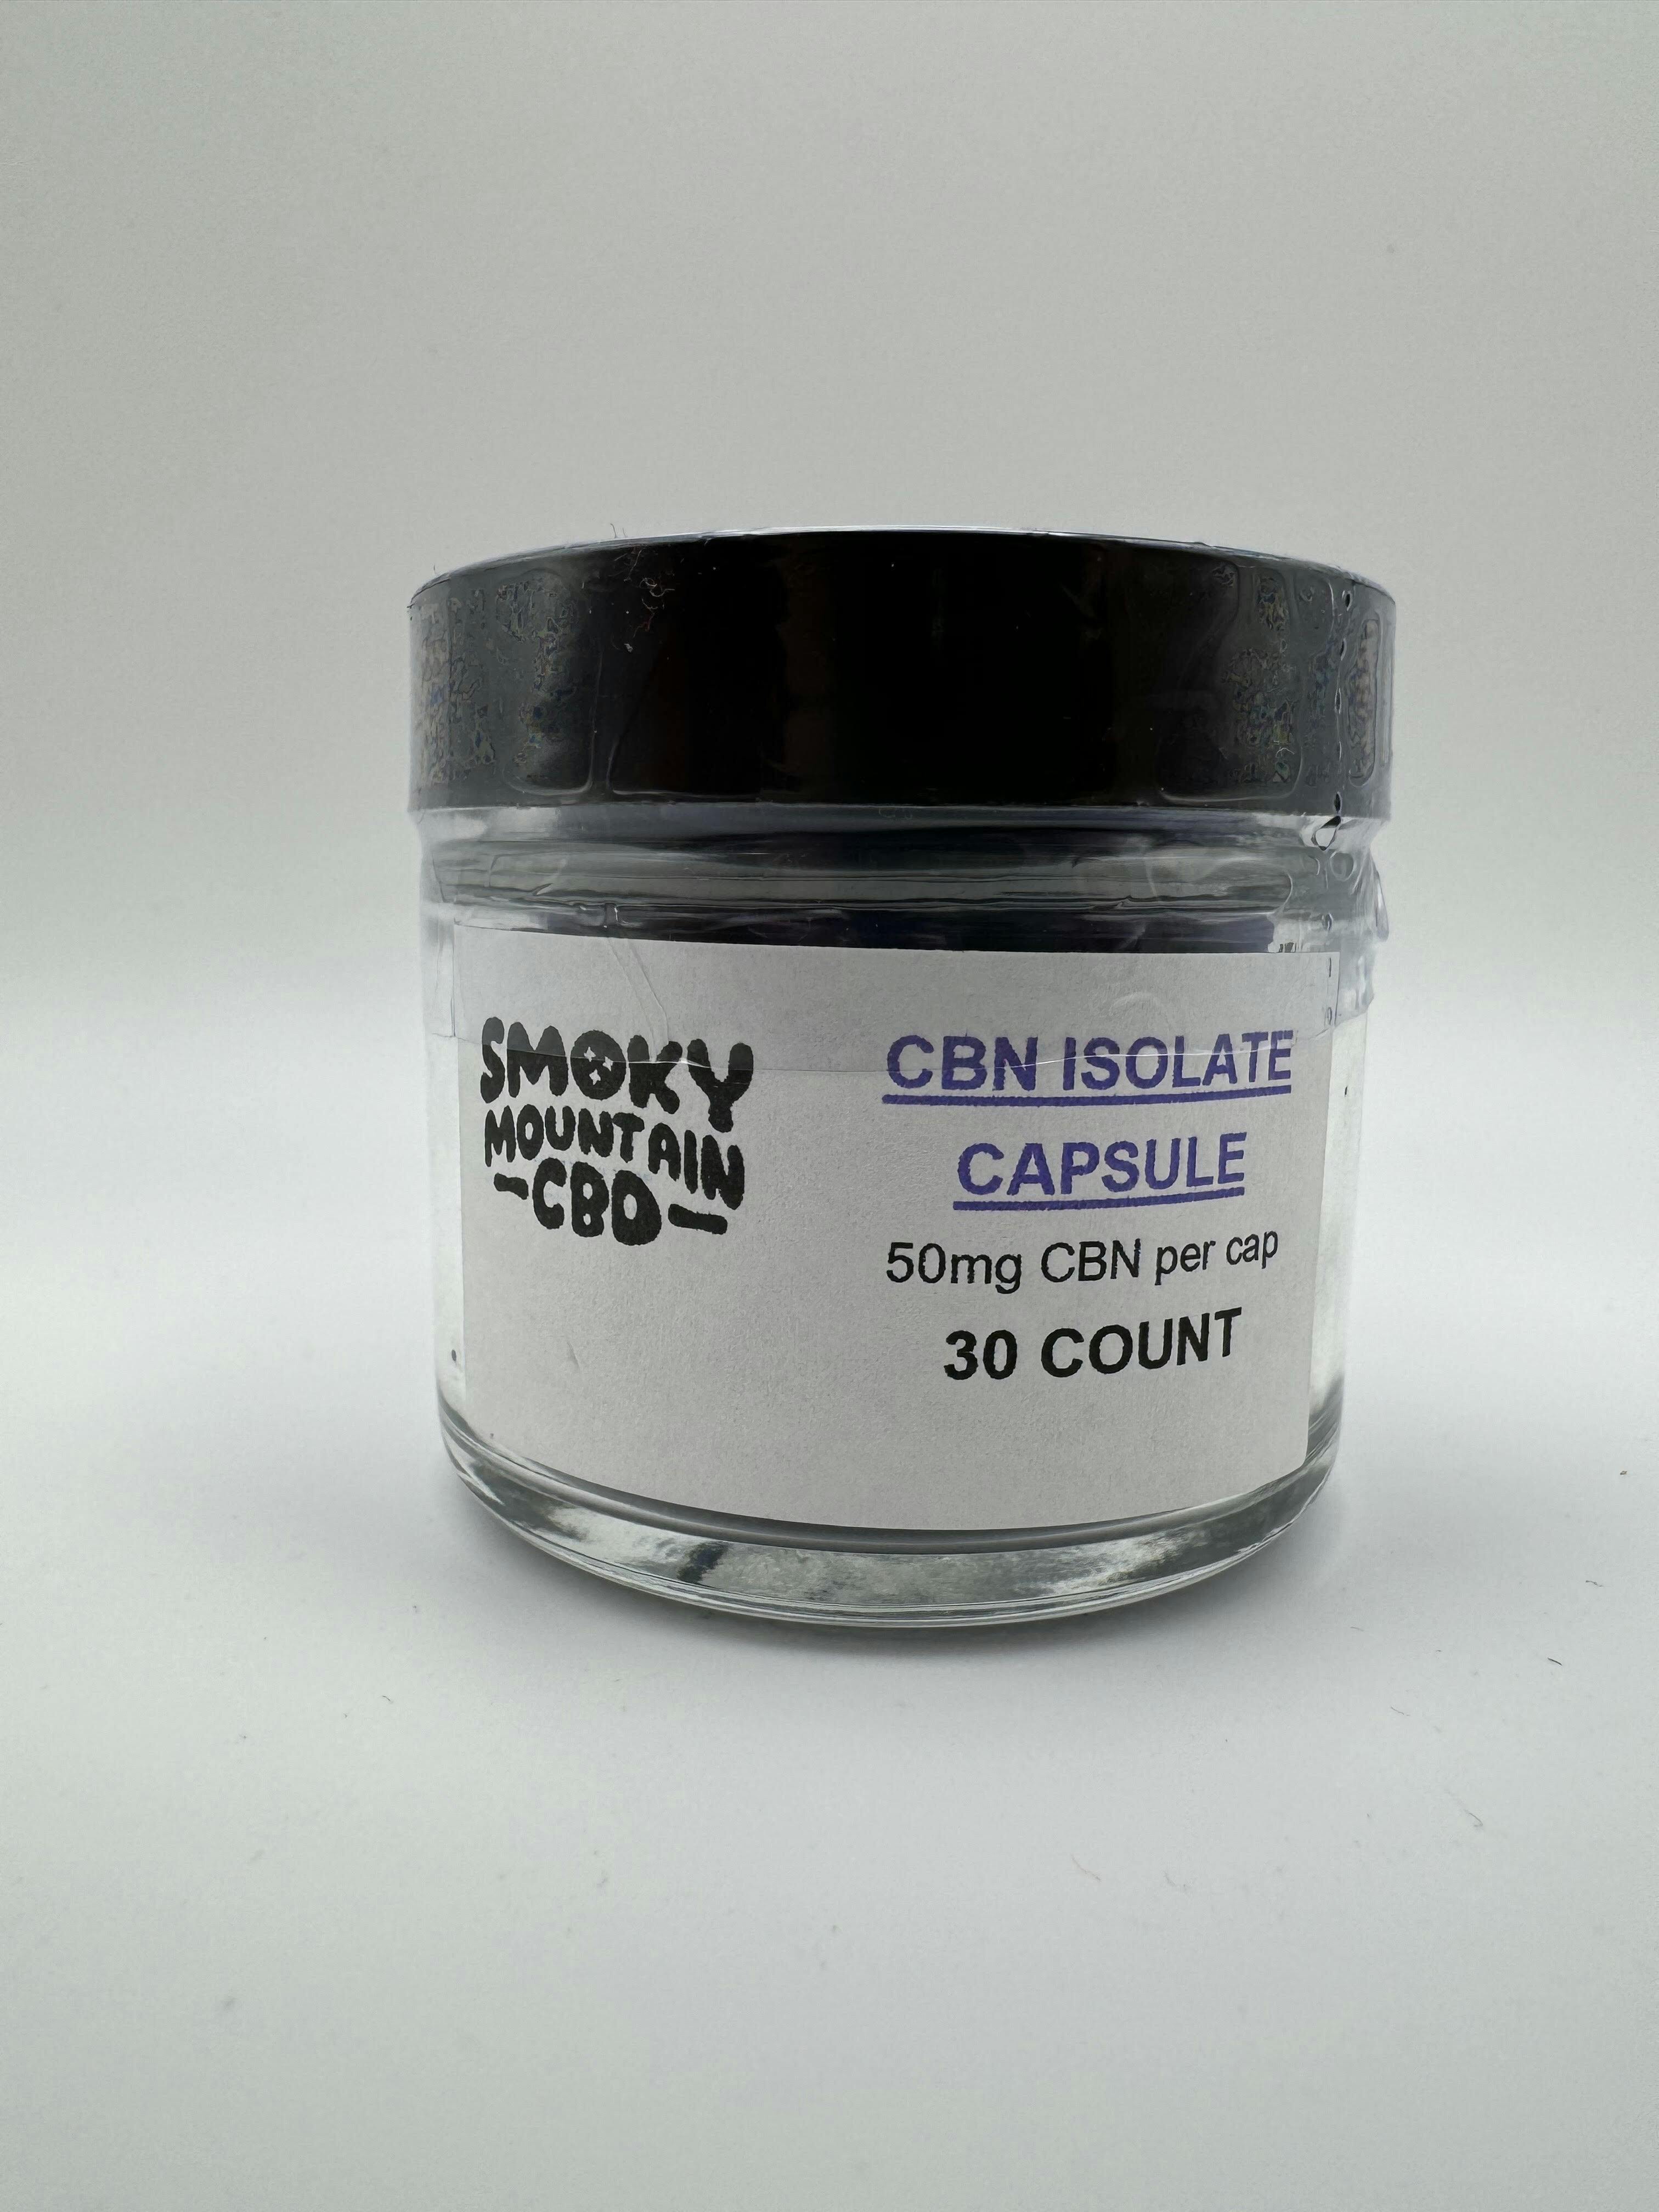 SMOKY
MOUNTAIN
-CBD-
CBN ISOLATE
CAPSULE
50mg CBN per cap
30 COUNT